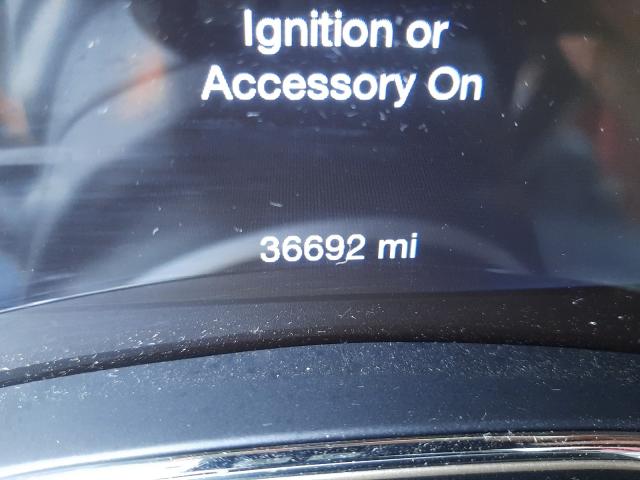 Ignition or
Accessory On
36692 mi